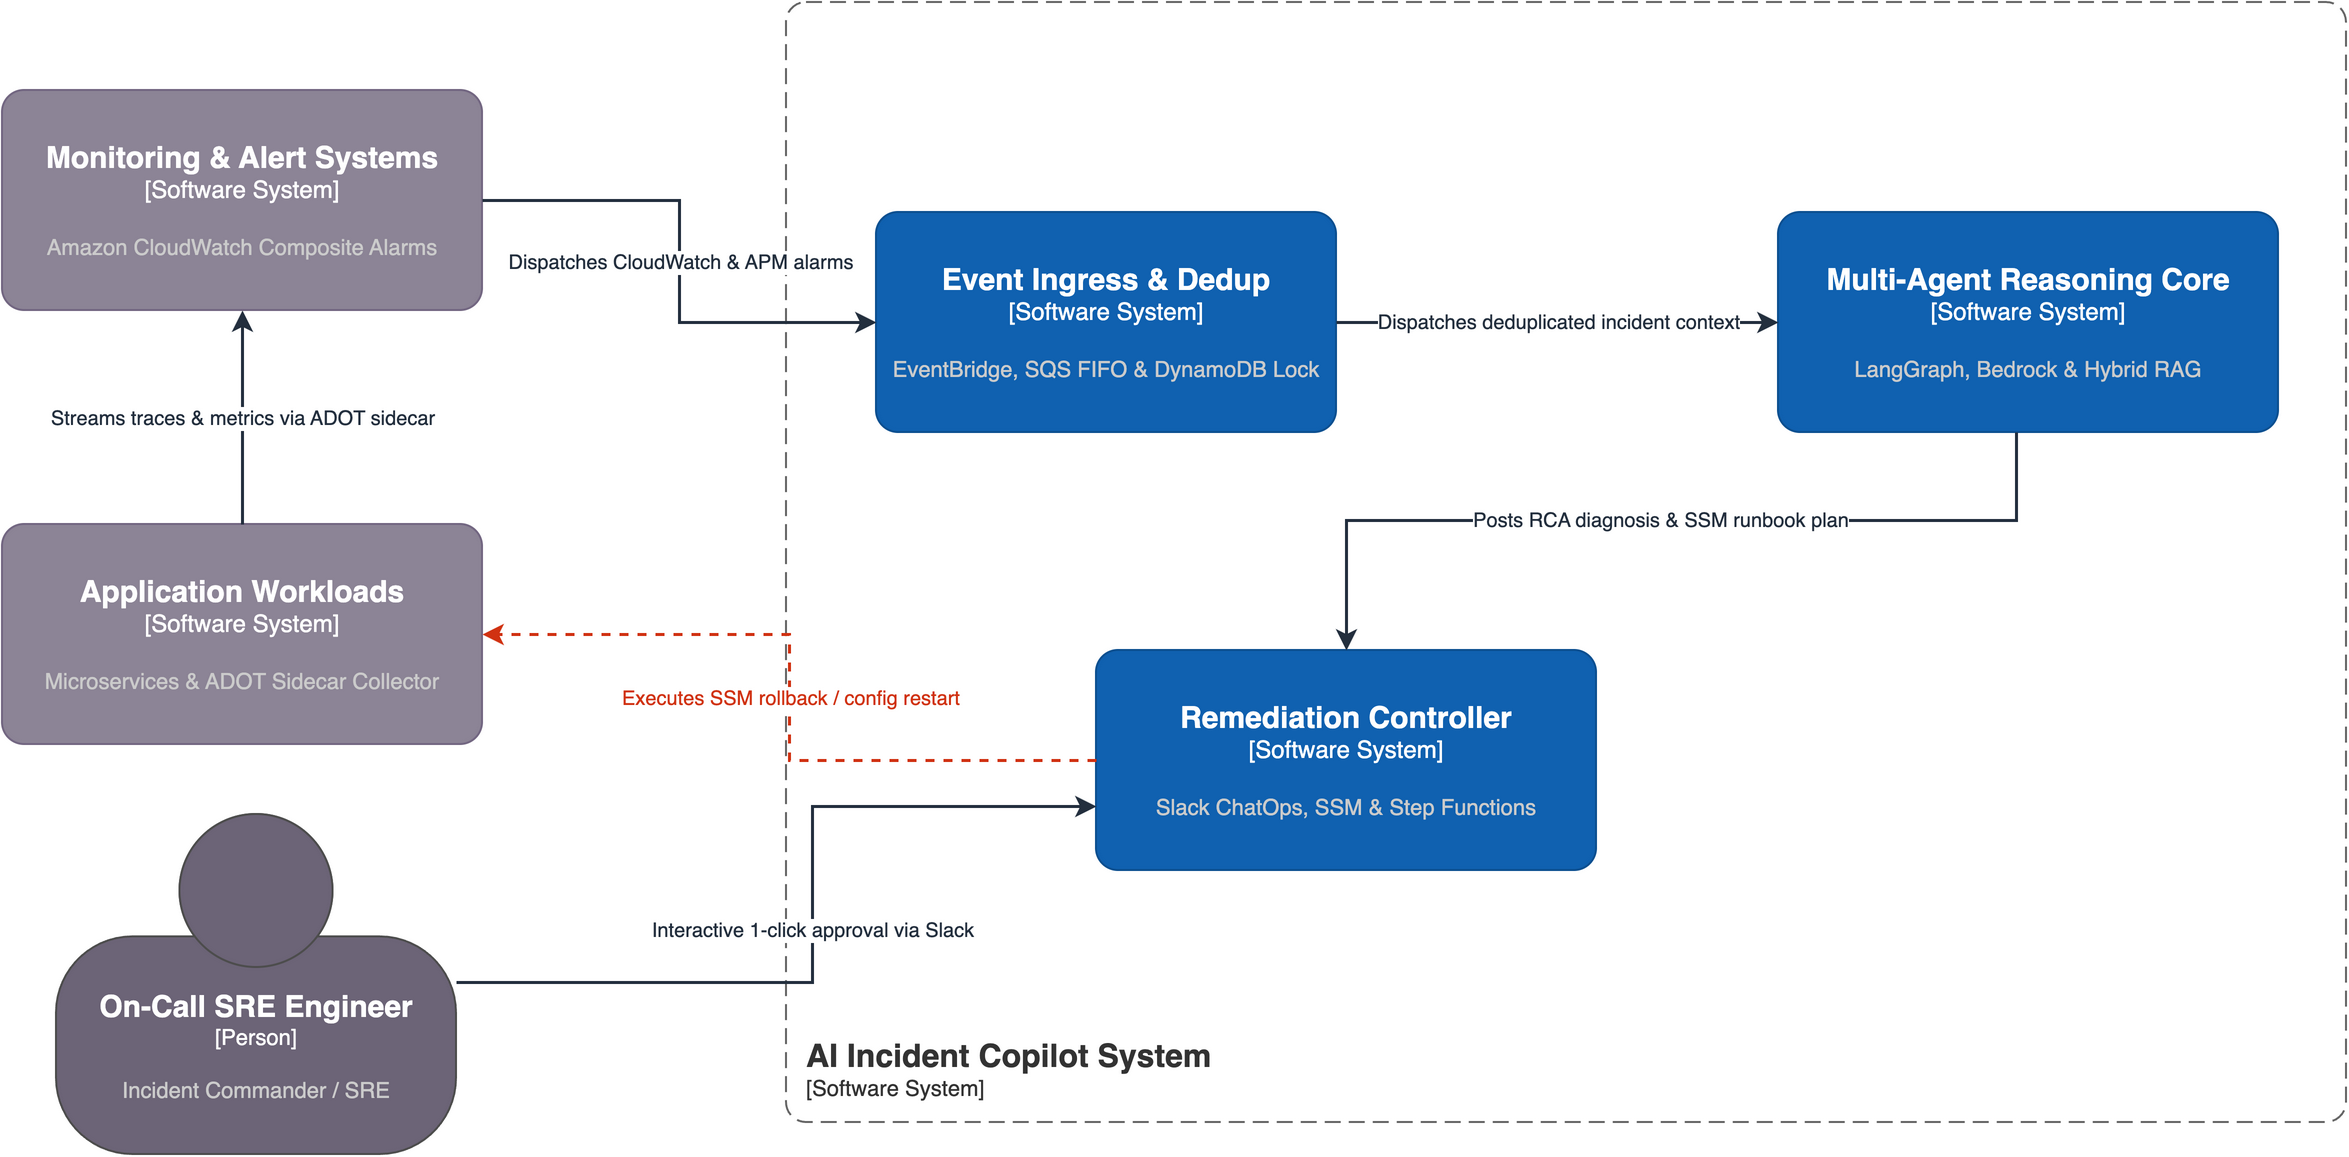 Monitoring & Alert Systems
[Software System]
Amazon CloudWatch Composite Alarms
Dispatches CloudWatch & APM alarms
Event Ingress & Dedup
[Software System]
EventBridge, SQS FIFO & DynamoDB Lock
Dispatches deduplicated incident context
Multi-Agent Reasoning Core
[Software System]
LangGraph, Bedrock & Hybrid RAG
Streams traces & metrics via ADOT sidecar
Posts RCA diagnosis & SSM runbook plan
Application Workloads
[Software System]
Microservices & ADOT Sidecar Collector
Executes SSM rollback / config restart
Remediation Controller
[Software System]
Slack ChatOps, SSM & Step Functions
Interactive 1-click approval via Slack
On-Call SRE Engineer
[Person]
Incident Commander / SRE
AI Incident Copilot System
[Software System]